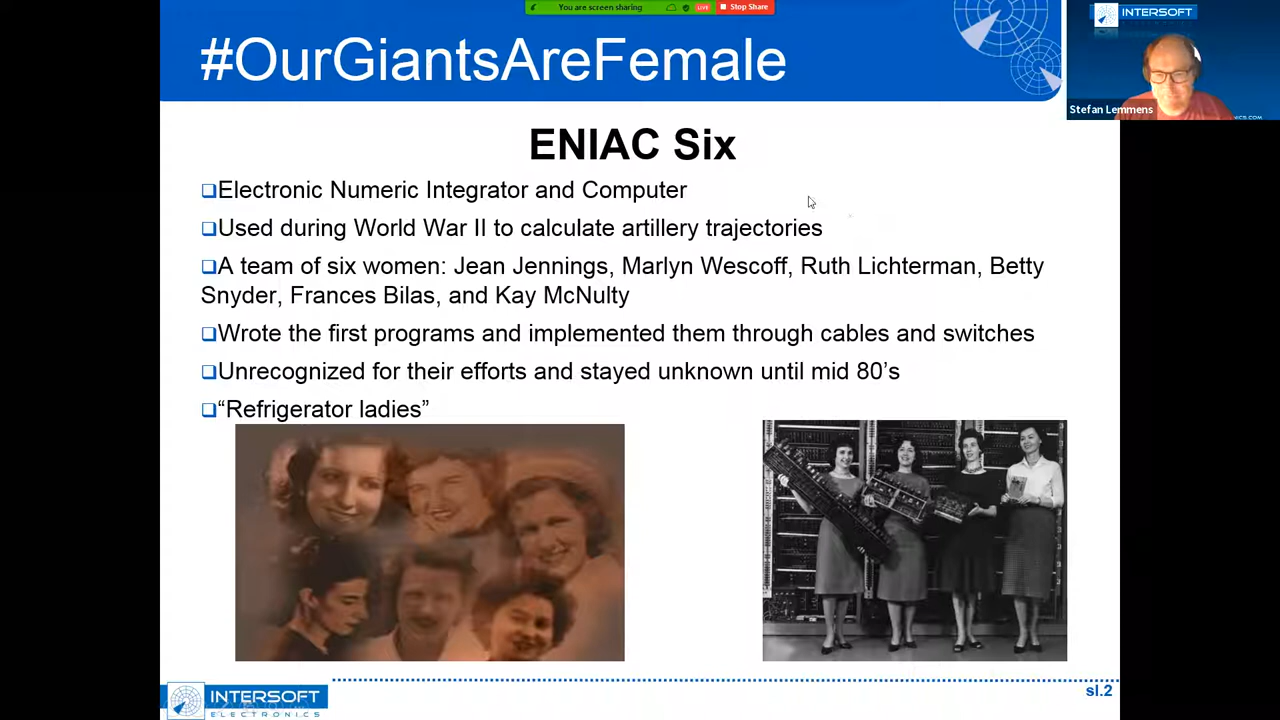 You are screen sharing
LIVE
Stop Share
INTERSOFT
#OurGiantsAreFemale
Stefan Lemmens
ENIAC Six
❑Electronic Numeric Integrator and Computer
❑Used during World War II to calculate artillery trajectories
❑A team of six women: Jean Jennings, Marlyn Wescoff, Ruth Lichterman, Betty
Snyder, Frances Bilas, and Kay McNulty
❑Wrote the first programs and implemented them through cables and switches
❑Unrecognized for their efforts and stayed unknown until mid 80’s
❑“Refrigerator ladies”
INTERSOFT
ELECTRONICS
sl.2